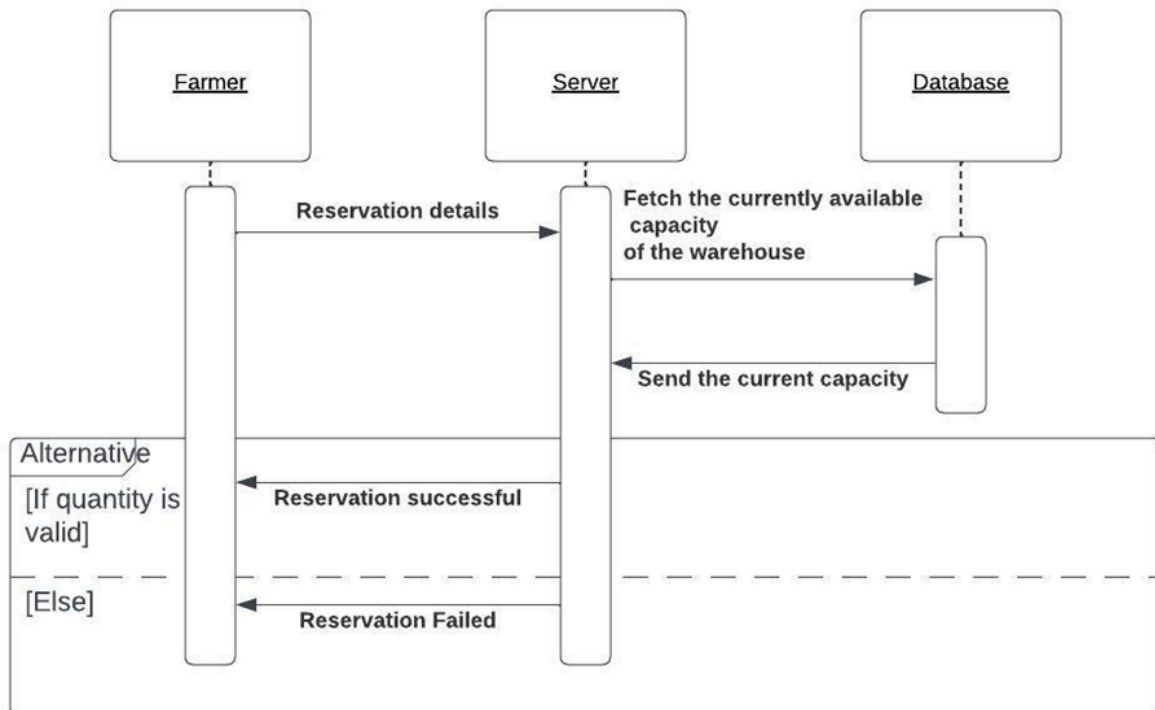 Farmer
Server
Database
Reservation details
Fetch the currently available
capacity
of the warehouse
Send the current capacity
Alternative
[If quantity is
valid]
Reservation successful
[Else]
Reservation Failed